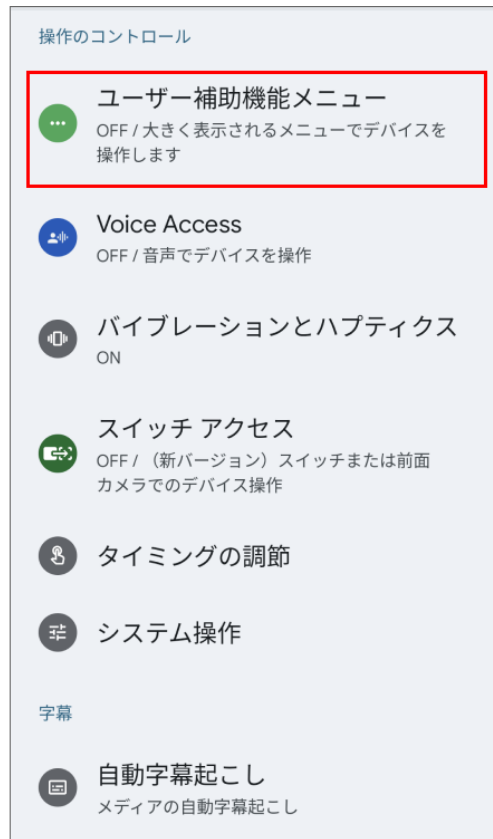 操作のコントロール
ユーザー補助機能メニュー
OFF / 大きく表示されるメニューでデバイスを
操作します
Voice Access
OFF / 音声でデバイスを操作
バイブレーションとハプティクス
ON
スイッチ アクセス
OFF / （新バージョン）スイッチまたは前面
カメラでのデバイス操作
タイミングの調節
システム操作
字幕
自動字幕起こし
メディアの自動字幕起こし